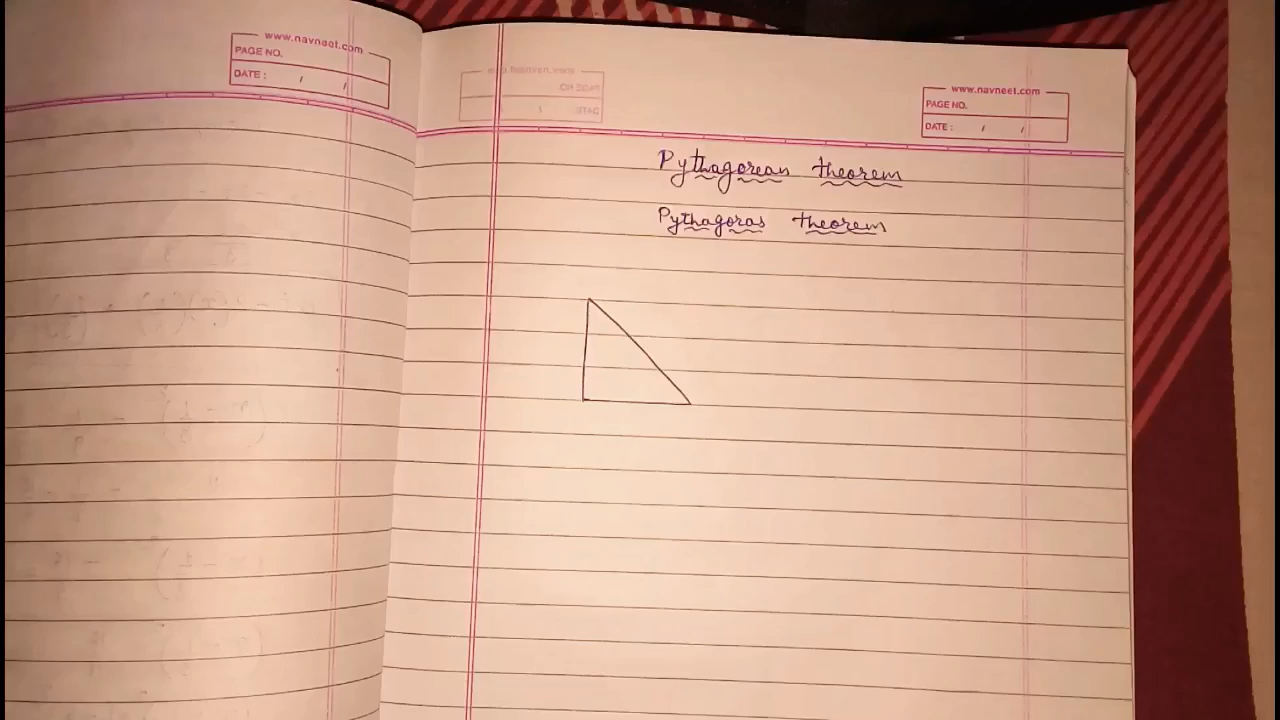 www.navneet.com
PAGE NO.
DATE : / /
www.navneet.com
PAGE NO.
DATE : / /
Pythagorean theorem
Pythagoras theorem